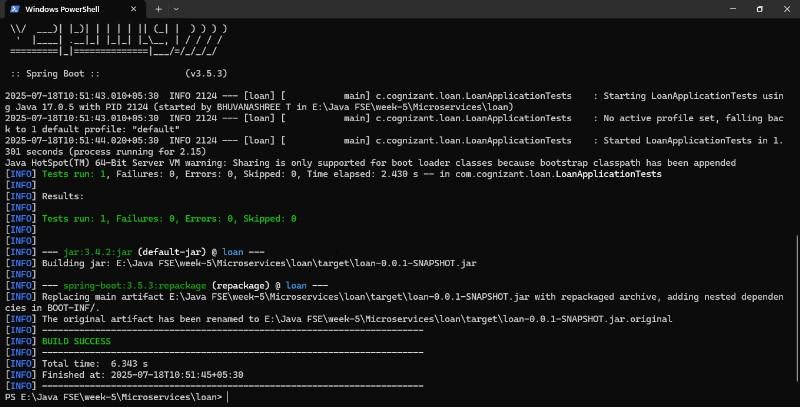 Windows PowerShell
\\/  ___)| |_)| | | | | || (_| |  ) ) ) )
'  |____| .__|_| |_|_| |_\__, | / / / /
=========|_|==============|___/=/_/_/_/
:: Spring Boot ::                (v3.5.3)
2025-07-18T10:51:43.010+05:30  INFO 2124 --- [loan] [           main] c.cognizant.loan.LoanApplicationTests    : Starting LoanApplicationTests usin
g Java 17.0.5 with PID 2124 (started by BHUVANASHREE T in E:\Java FSE\week-5\Microservices\loan)
2025-07-18T10:51:43.010+05:30  INFO 2124 --- [loan] [           main] c.cognizant.loan.LoanApplicationTests    : No active profile set, falling bac
k to 1 default profile: "default"
2025-07-18T10:51:44.020+05:30  INFO 2124 --- [loan] [           main] c.cognizant.loan.LoanApplicationTests    : Started LoanApplicationTests in 1.
301 seconds (process running for 2.15)
Java HotSpot(TM) 64-Bit Server VM warning: Sharing is only supported for boot loader classes because bootstrap classpath has been appended
[INFO] Tests run: 1, Failures: 0, Errors: 0, Skipped: 0, Time elapsed: 2.430 s -- in com.cognizant.loan.LoanApplicationTests
[INFO]
[INFO] Results:
[INFO]
[INFO] Tests run: 1, Failures: 0, Errors: 0, Skipped: 0
[INFO]
[INFO]
[INFO] --- jar:3.4.2:jar (default-jar) @ loan ---
[INFO] Building jar: E:\Java FSE\week-5\Microservices\loan\target\loan-0.0.1-SNAPSHOT.jar
[INFO]
[INFO] --- spring-boot:3.5.3:repackage (repackage) @ loan ---
[INFO] Replacing main artifact E:\Java FSE\week-5\Microservices\loan\target\loan-0.0.1-SNAPSHOT.jar with repackaged archive, adding nested dependen
cies in BOOT-INF/.
[INFO] The original artifact has been renamed to E:\Java FSE\week-5\Microservices\loan\target\loan-0.0.1-SNAPSHOT.jar.original
[INFO] ------------------------------------------------------------------------
[INFO] BUILD SUCCESS
[INFO] ------------------------------------------------------------------------
[INFO] Total time:  6.343 s
[INFO] Finished at: 2025-07-18T10:51:45+05:30
[INFO] ------------------------------------------------------------------------
PS E:\Java FSE\week-5\Microservices\loan>